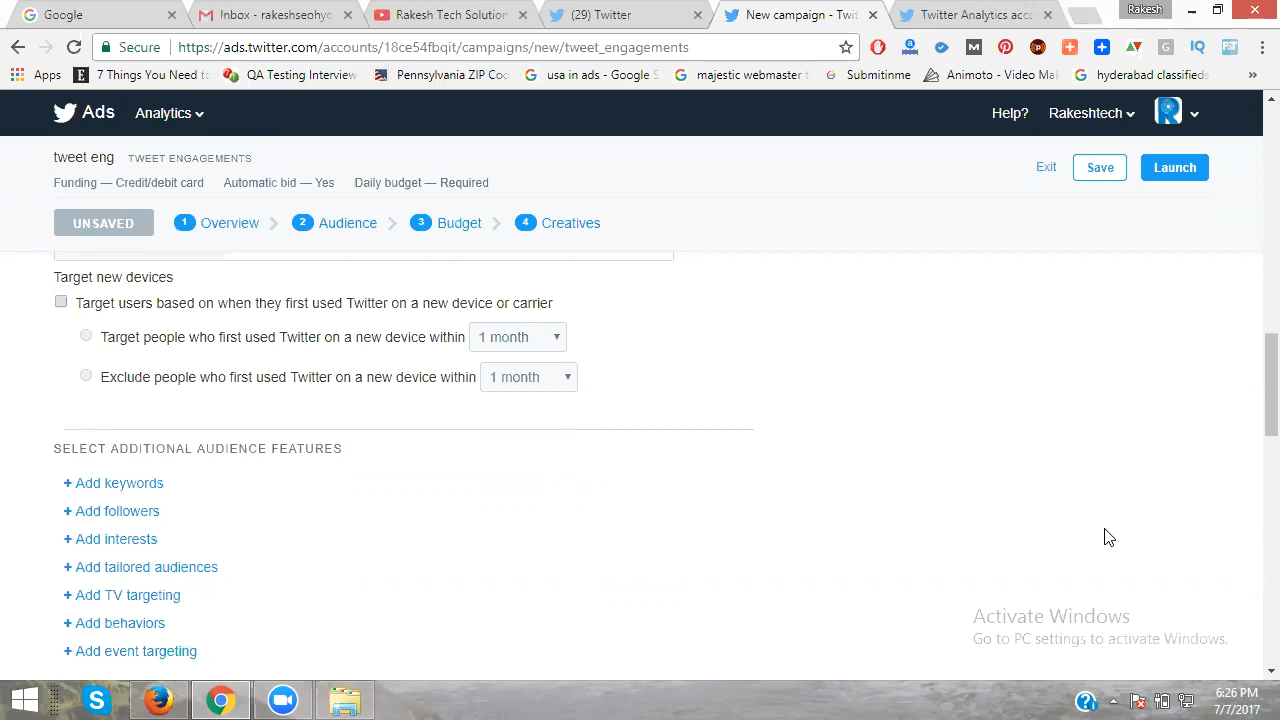 Google
Inbox - rakeshseohyc
Rakesh Tech Solution
(29) Twitter
New campaign - Twit
Twitter Analytics acc
Rakesh
Secure
https://ads.twitter.com/account/18ce54fbqit/campaigns/new/tweet_engagements
Apps
7 Things You Need to
QA Testing Interview
Pennsylvania ZIP Co
usa in ads - Google S
majectic webmaster t
Submitinme
Animoto - Video Ma
hyderabad classifieds
Ads
Analytics
Help?
Rakeshtech
tweet eng TWEET ENGAGEMENTS
Exit
Save
Launch
Funding — Credit/debit card Automatic bid — Yes Daily budget — Required
UNSAVED
1 Overview
2 Audience
3 Budget
4 Creatives
Target new devices
Target users based on when they first used Twitter on a new device or carrier
Target people who first used Twitter on a new device within 1 month
Exclude people who first used Twitter on a new device within 1 month
SELECT ADDITIONAL AUDIENCE FEATURES
+ Add keywords
+ Add followers
+ Add interests
+ Add tailored audiences
+ Add TV targeting
+ Add behaviors
+ Add event targeting
Activate Windows
Go to PC settings to activate Windows.
6:26 PM
7/7/2017